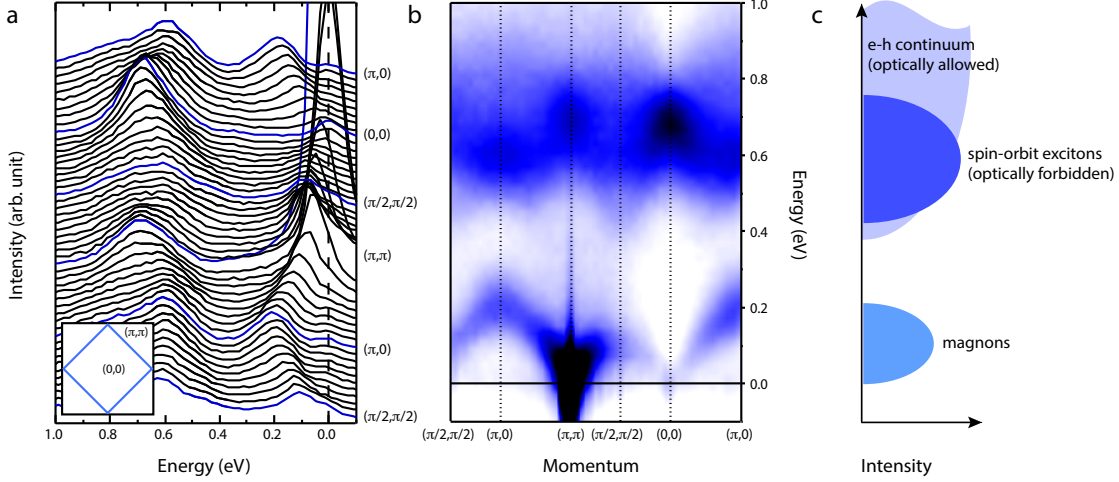 a
Intensity (arb. unit)
(π,0)
(0,0)
(π/2,π/2)
(π,π)
(π,0)
(π/2,π/2)
(π,π)
(0,0)
1.0 0.8 0.6 0.4 0.2 0.0
Energy (eV)
b
1.0
0.8
0.6
0.4
0.2
0.0
Energy (eV)
(π/2,π/2) (π,0) (π,π) (π/2,π/2) (0,0) (π,0)
Momentum
c
e-h continuum
(optically allowed)
spin-orbit excitons
(optically forbidden)
magnons
Intensity